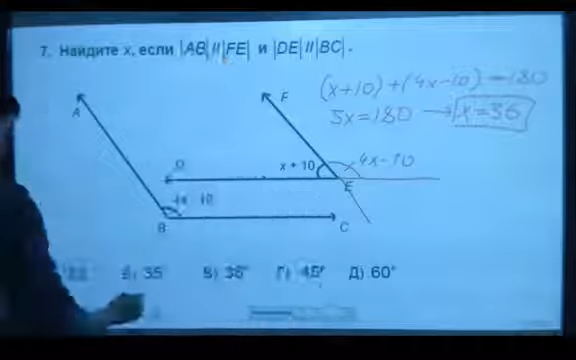 7. Найдите x, если |AB|//|FE| и |DE|//|BC|.
(x+10)+(4x-10)=180
5x=180 → x=36
A
F
D
x + 10
4x-10
E
4x - 10
B
C
Б) 35
В) 36°
Г) 45°
Д) 60°